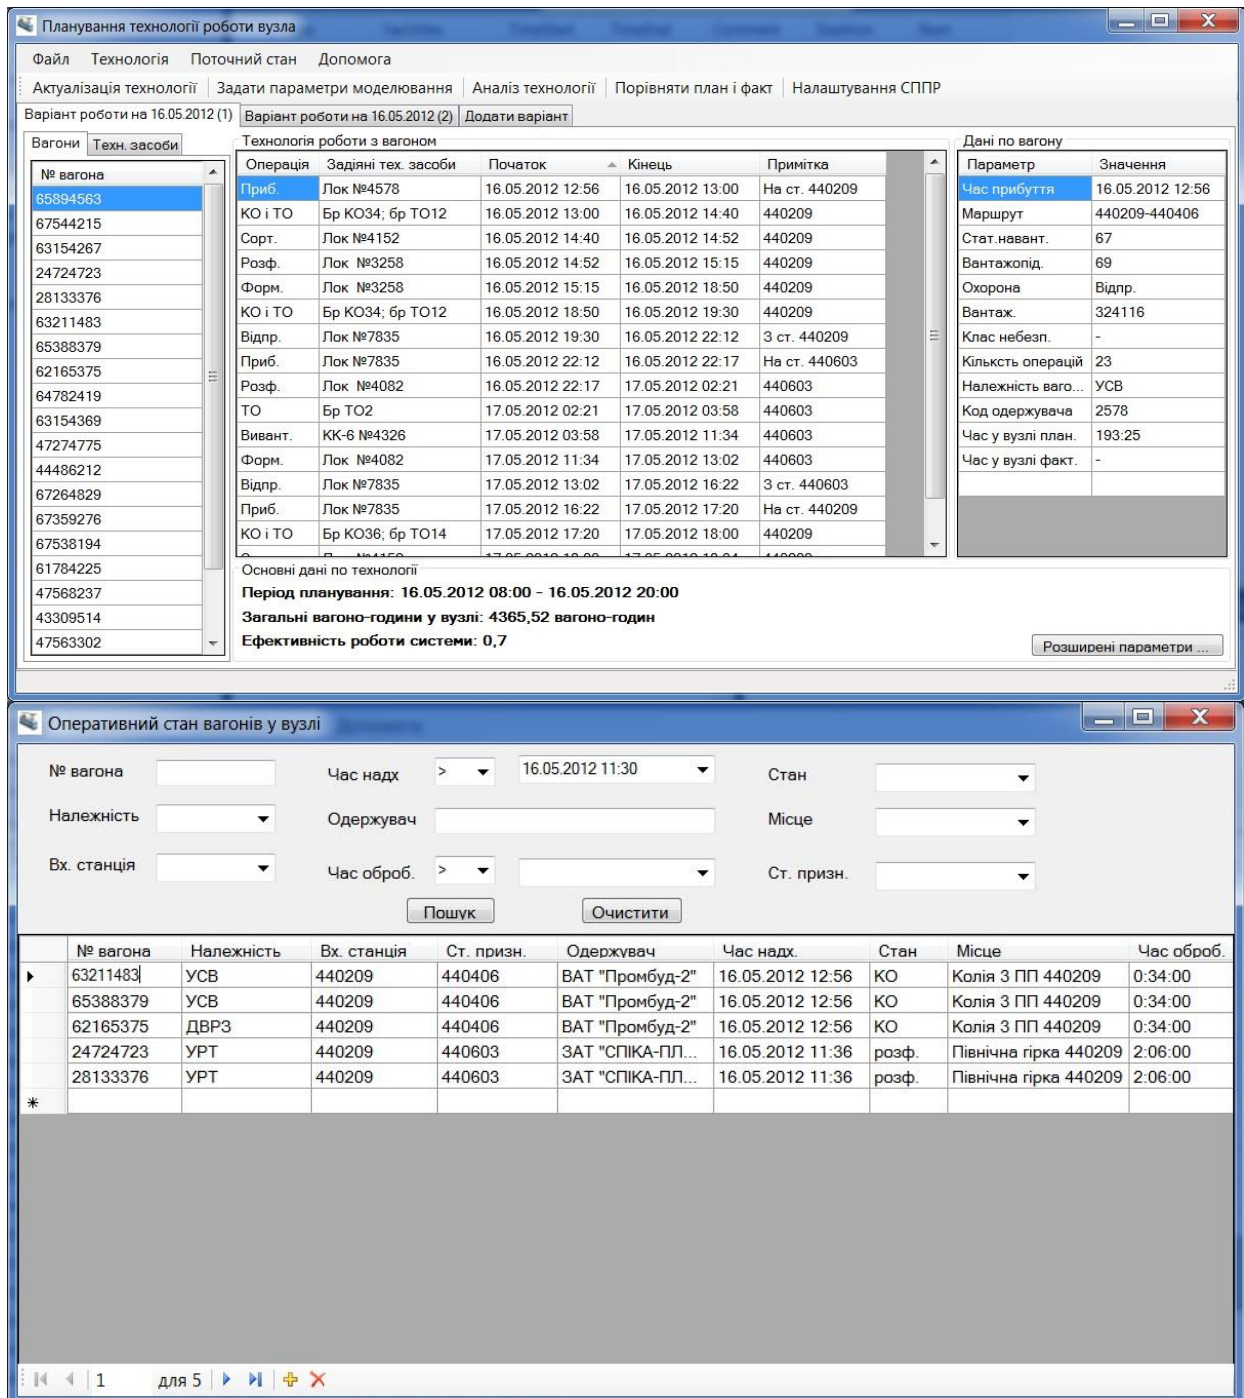 Планування технології роботи вузла
Файл Технологія Поточний стан Допомога
Актуалізація технології Задати параметри моделювання Аналіз технології Порівняти план і факт Налаштування СППР
Варіант роботи на 16.05.2012 (1) Варіант роботи на 16.05.2012 (2) Додати варіант
Вагони Техн. засоби
№ вагона
65894563
67544215
63154267
24724723
28133376
63211483
65388379
62165375
64782419
63154369
47274775
44486212
67264829
67359276
67538194
61784225
47568237
43309514
47563302
Технологія роботи з вагоном
Операція Задіяні тех. засоби Початок Кінець Примітка
Приб. Лок №4578 16.05.2012 12:56 16.05.2012 13:00 На ст. 440209
КО і ТО Бр КО34; бр ТО12 16.05.2012 13:00 16.05.2012 14:40 440209
Сорт. Лок №4152 16.05.2012 14:40 16.05.2012 14:52 440209
Розф. Лок №3258 16.05.2012 14:52 16.05.2012 15:15 440209
Форм. Лок №3258 16.05.2012 15:15 16.05.2012 18:50 440209
КО і ТО Бр КО34; бр ТО12 16.05.2012 18:50 16.05.2012 19:30 440209
Відпр. Лок №7835 16.05.2012 19:30 16.05.2012 22:12 З ст. 440209
Приб. Лок №7835 16.05.2012 22:12 16.05.2012 22:17 На ст. 440603
Розф. Лок №4082 16.05.2012 22:17 17.05.2012 02:21 440603
ТО Бр ТО2 17.05.2012 02:21 17.05.2012 03:58 440603
Вивант. КК-6 №4326 17.05.2012 03:58 17.05.2012 11:34 440603
Форм. Лок №4082 17.05.2012 11:34 17.05.2012 13:02 440603
Відпр. Лок №7835 17.05.2012 13:02 17.05.2012 16:22 З ст. 440603
Приб. Лок №7835 17.05.2012 16:22 17.05.2012 17:20 На ст. 440209
КО і ТО Бр КО36; бр ТО14 17.05.2012 17:20 17.05.2012 18:00 440209
Дані по вагону
Параметр Значення
Час прибуття 16.05.2012 12:56
Маршрут 440209-440406
Стат.навант. 67
Вантажопід. 69
Охорона Відпр.
Вантаж. 324116
Клас небезп. -
Кільксть операцій 23
Належність ваго... УСВ
Код одержувача 2578
Час у вузлі план. 193:25
Час у вузлі факт. -
Основні дані по технології
Період планування: 16.05.2012 08:00 - 16.05.2012 20:00
Загальні вагоно-години у вузлі: 4365,52 вагоно-годин
Ефективність роботи системи: 0,7
Розширені параметри ...
Оперативний стан вагонів у вузлі
№ вагона Час надх > 16.05.2012 11:30 Стан
Належність Одержувач Місце
Вх. станція Час оброб. > Ст. призн.
Пошук Очистити
№ вагона Належність Вх. станція Ст. призн. Одержувач Час надх. Стан Місце Час оброб.
63211483 УСВ 440209 440406 ВАТ "Промбуд-2" 16.05.2012 12:56 КО Колія 3 ПП 440209 0:34:00
65388379 УСВ 440209 440406 ВАТ "Промбуд-2" 16.05.2012 12:56 КО Колія 3 ПП 440209 0:34:00
62165375 ДВРЗ 440209 440406 ВАТ "Промбуд-2" 16.05.2012 12:56 КО Колія 3 ПП 440209 0:34:00
24724723 УРТ 440209 440603 ЗАТ "СПІКА-ПЛ... 16.05.2012 11:36 розф. Північна гірка 440209 2:06:00
28133376 УРТ 440209 440603 ЗАТ "СПІКА-ПЛ... 16.05.2012 11:36 розф. Північна гірка 440209 2:06:00
1 для 5